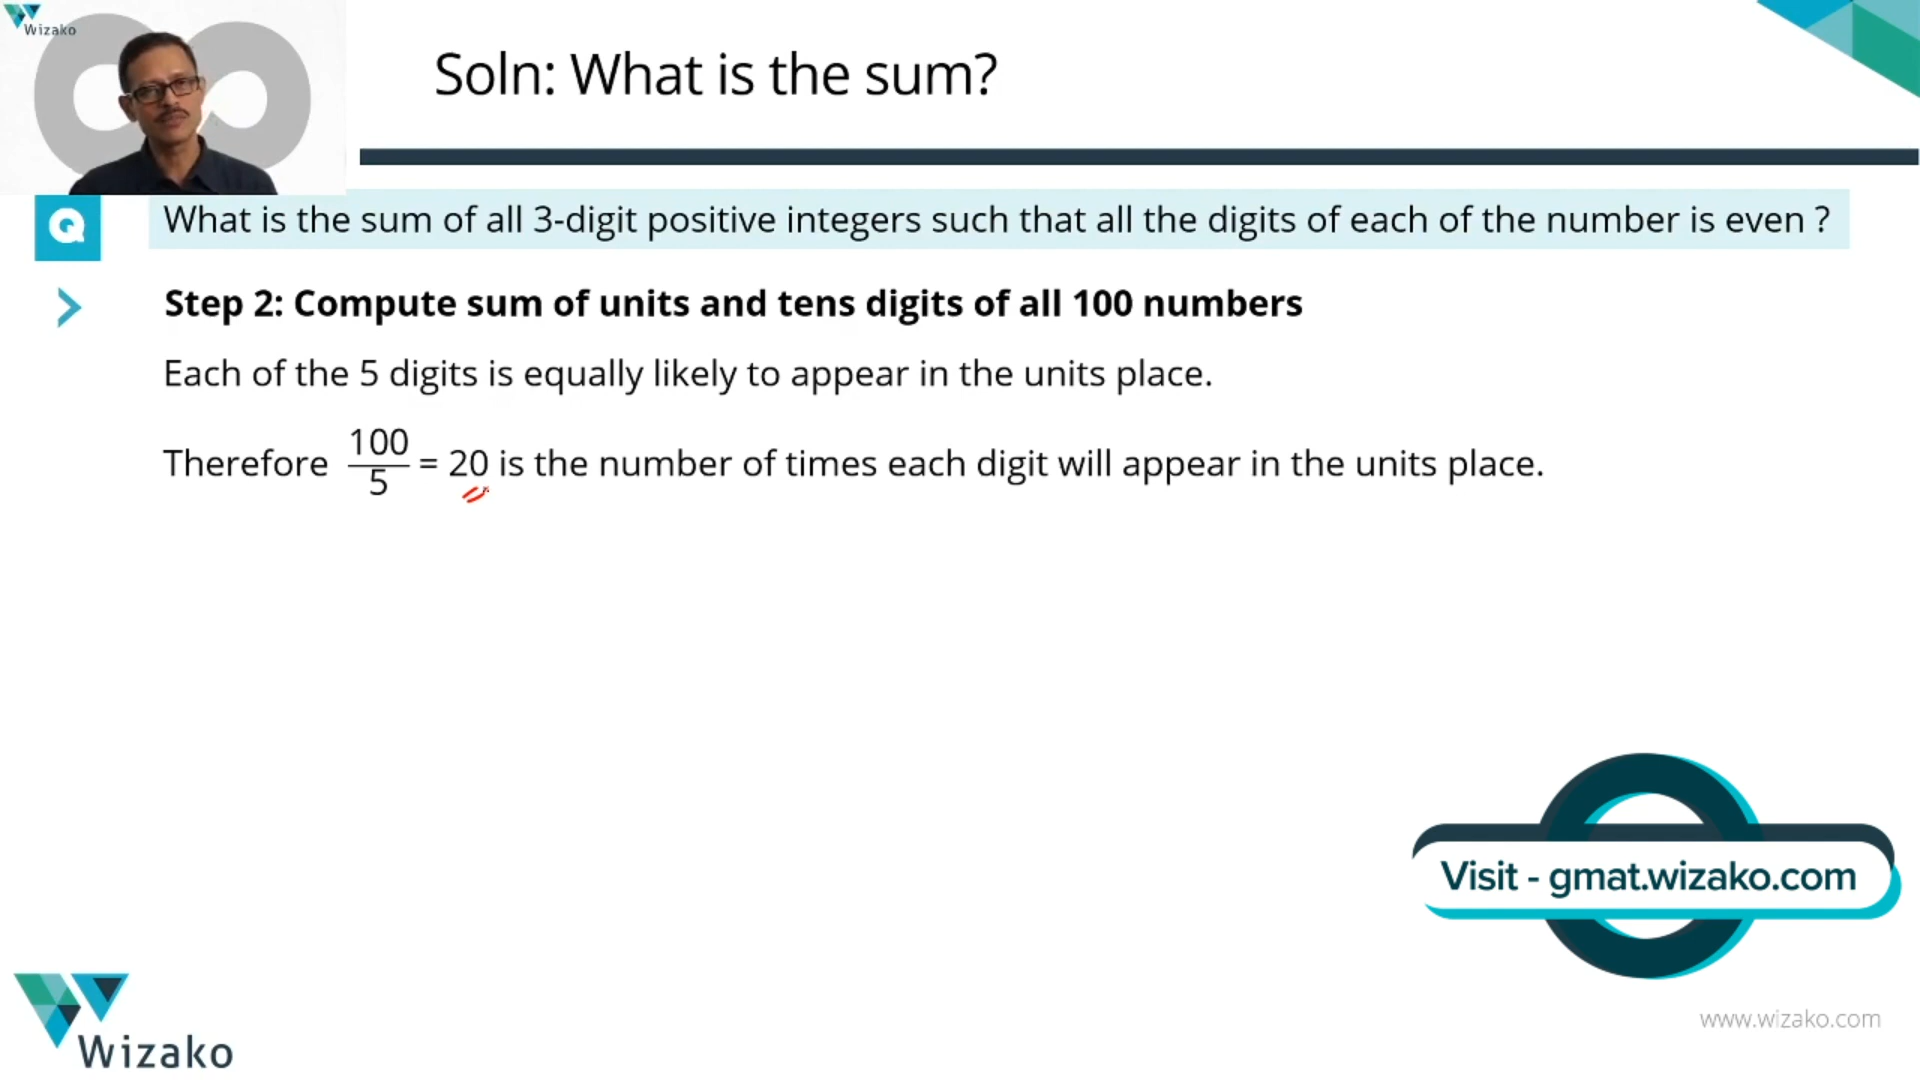 Wizako
Soln: What is the sum?
Q
What is the sum of all 3-digit positive integers such that all the digits of each of the number is even ?
Step 2: Compute sum of units and tens digits of all 100 numbers
Each of the 5 digits is equally likely to appear in the units place.
Therefore 100/5 = 20 is the number of times each digit will appear in the units place.
Visit - gmat.wizako.com
www.wizako.com
Wizako